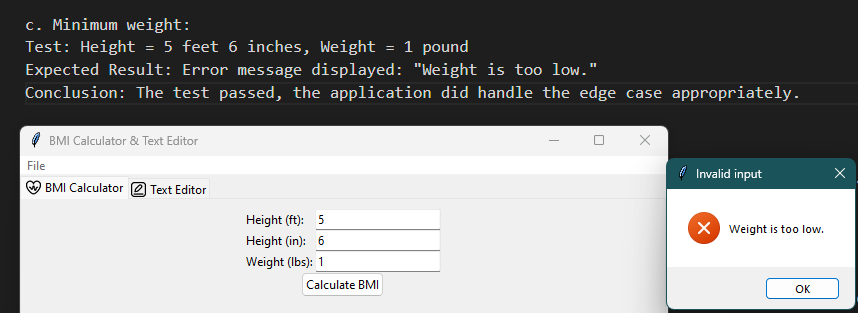 c. Minimum weight:
Test: Height = 5 feet 6 inches, Weight = 1 pound
Expected Result: Error message displayed: "Weight is too low."
Conclusion: The test passed, the application did handle the edge case appropriately.
BMI Calculator & Text Editor
File
BMI Calculator Text Editor
Height (ft): 5
Height (in): 6
Weight (lbs): 1
Calculate BMI
Invalid input
Weight is too low.
OK